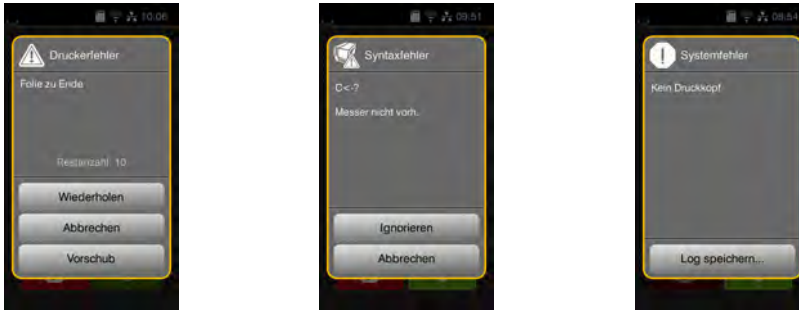 10:06
Druckerfehler
Folie zu Ende
Restanzahl 10
Wiederholen
Abbrechen
Vorschub
09:51
Syntaxfehler
C<-?
Messer nicht vorh.
Ignorieren
Abbrechen
08:54
Systemfehler
Kein Druckkopf
Log speichern...